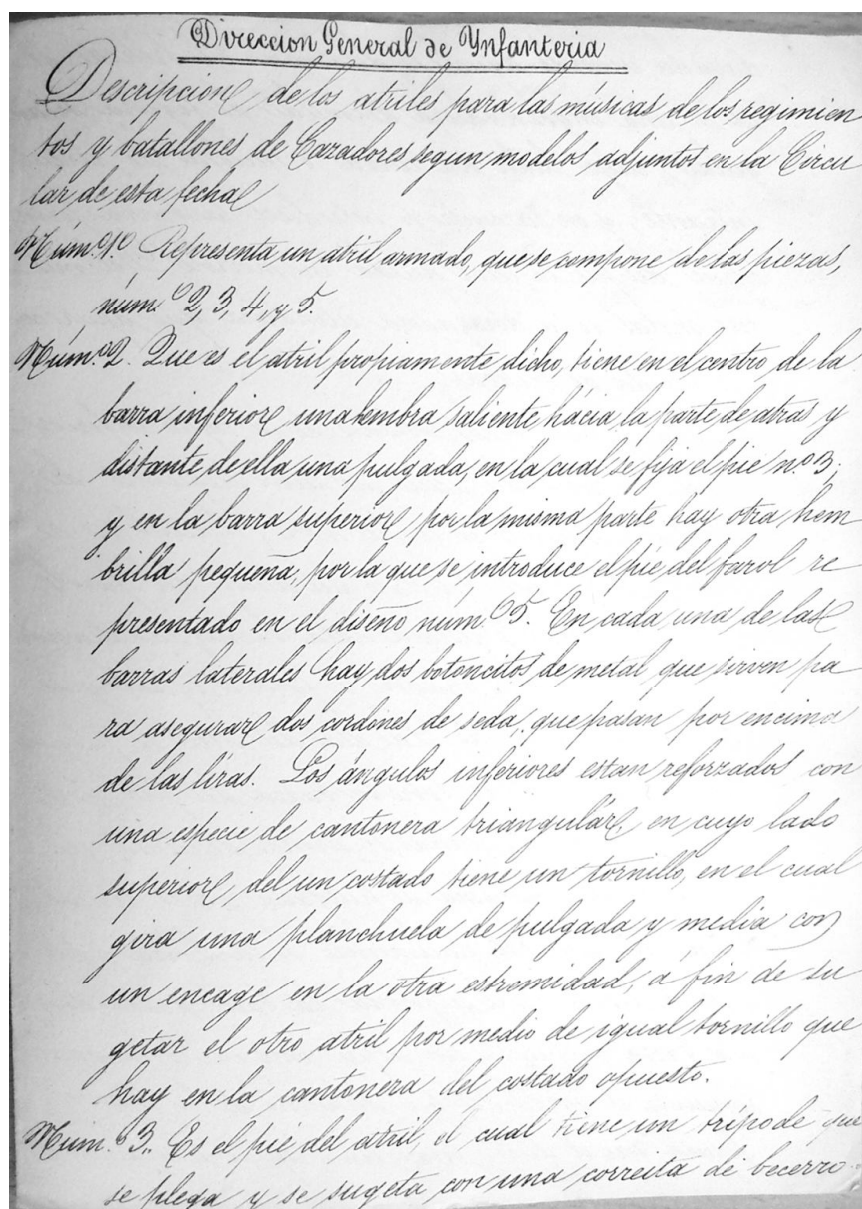 Direccion General de Ynfanteria
Descripcion de los atriles para las músicas de los regimien
tos y batallones de Cazadores segun modelos adjuntos en la Circu
lar de esta fecha
Núm.º 1.º Representa un atril armado, que se compone de las piezas,
núm.º 2, 3, 4, y 5.
Núm.º 2. Que es el atril propiamente dicho, tiene en el centro de la
barra inferior una hembra saliente hácia la parte de atras y
distante de ella una pulgada, en la cual se fija el pie n.º 3;
y en la barra superior por la misma parte hay otra hem
brilla pequeña, por la que se introduce el pié del farol re
presentado en el diseño núm.º 5. En cada una de las
barras laterales hay dos botoncitos de metal que sirven pa
ra asegurar dos cordones de seda, que pasan por encima
de las liras. Los ángulos inferiores estan reforzados con
una especie de cantonera triangulár, en cuyo lado
superior, del un costado tiene un tornillo, en el cual
gira una planchuela de pulgada y media con
un encage en la otra estremidad, á fin de su
getar el otro atril por medio de igual tornillo que
hay en la cantonera del costado opuesto.
Núm.º 3.. Es el pié del atril, el cual tiene un trípode que
se plega y se sugeta con una correita de becerro.